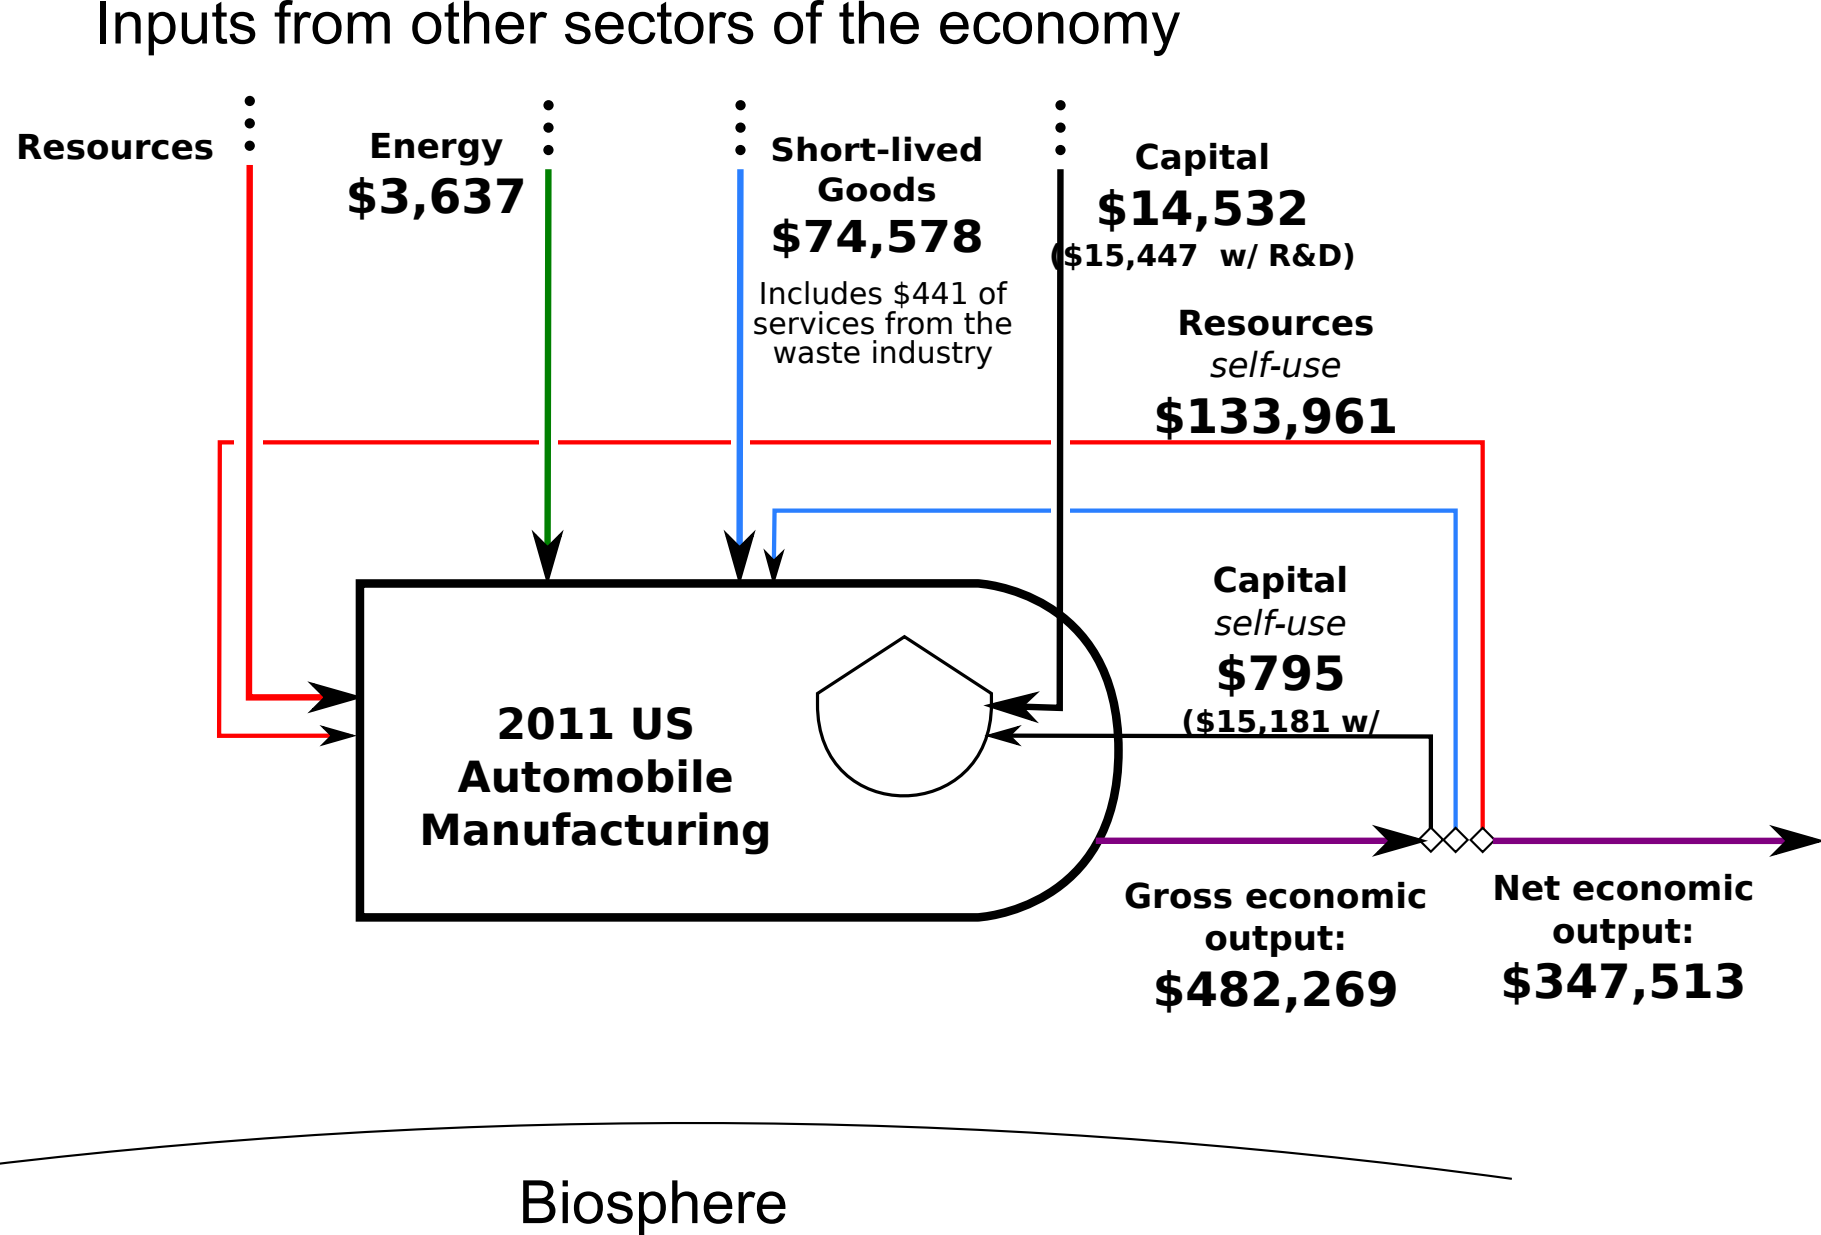 Inputs from other sectors of the economy
Resources
Energy
$3,637
Short-lived
Goods
$74,578
Includes $441 of
services from the
waste industry
Capital
$14,532
($15,447 w/ R&D)
Resources
self-use
$133,961
Capital
self-use
$795
($15,181 w/
2011 US
Automobile
Manufacturing
Gross economic
output:
$482,269
Net economic
output:
$347,513
Biosphere